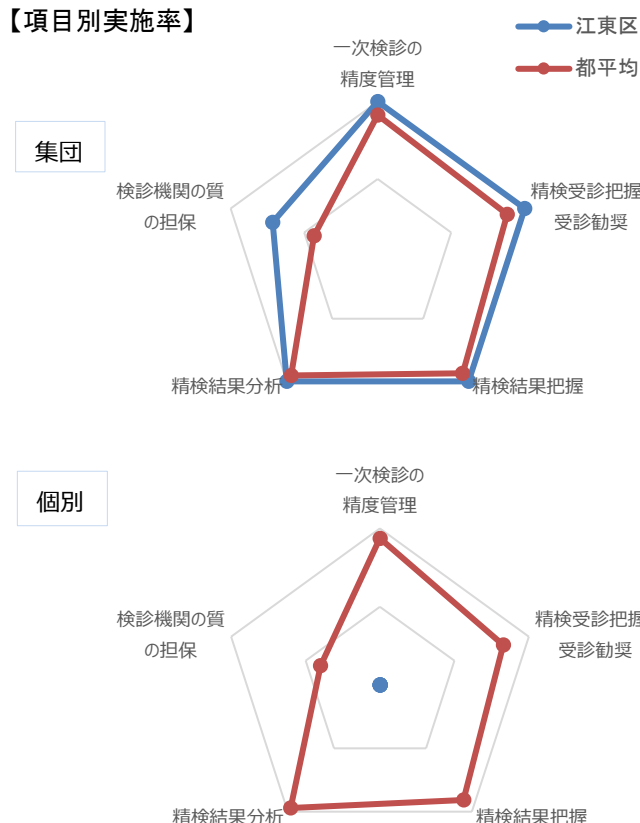 【項目別実施率】
江東区
都平均
集団
一次検診の
精度管理
精検受診把握
受診勧奨
精検結果把握
精検結果分析
検診機関の質
の担保
個別
一次検診の
精度管理
精検受診把握
受診勧奨
精検結果把握
精検結果分析
検診機関の質
の担保